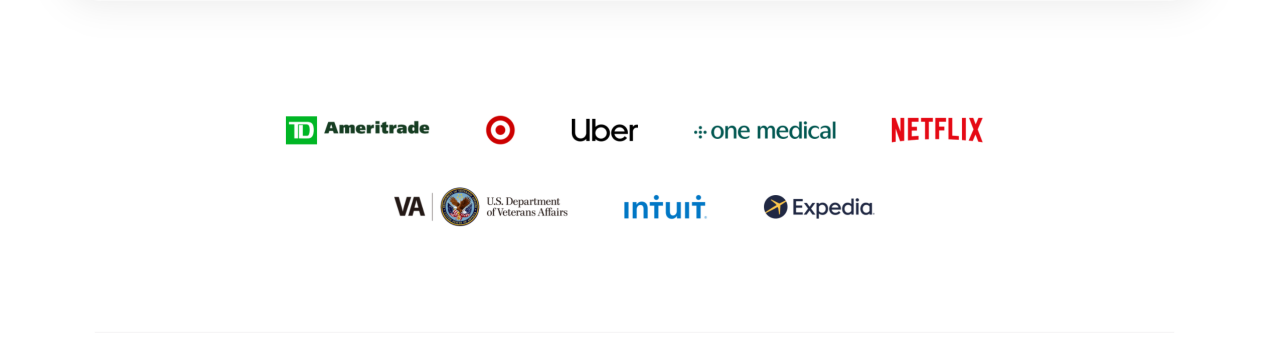 TD Ameritrade
Uber
one medical
NETFLIX
VA
U.S. Department
of Veterans Affairs
intuit
Expedia